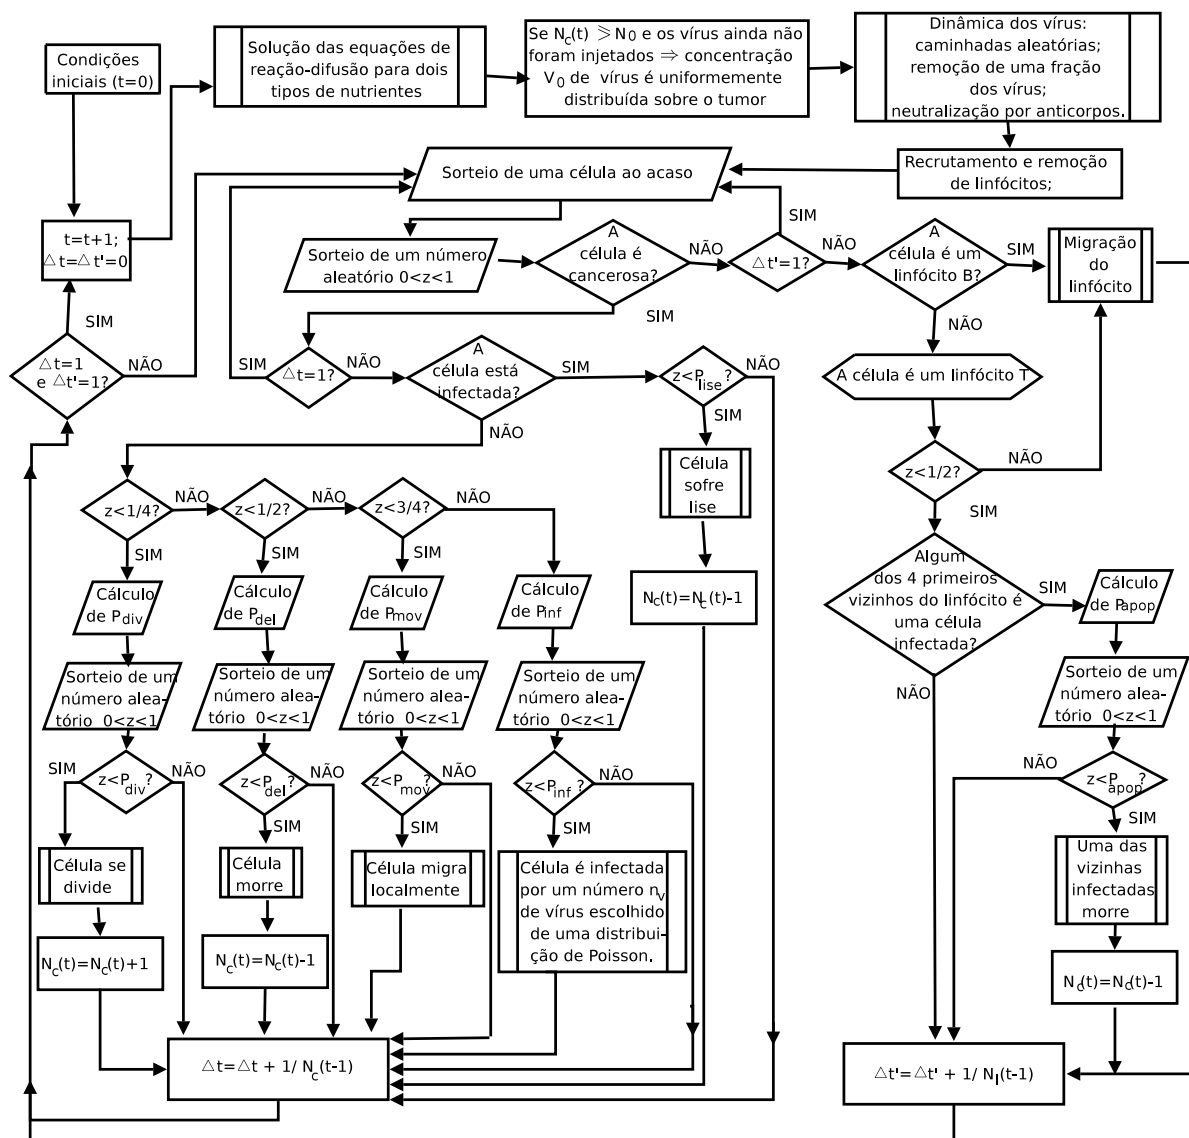 Condições
iniciais (t=0)
Solução das equações de
reação-difusão para dois
tipos de nutrientes
Se N_c(t) ⩾ N_0 e os vírus ainda não
foram injetados ⇒ concentração
V_0 de vírus é uniformemente
distribuída sobre o tumor
Dinâmica dos vírus:
caminhadas aleatórias;
remoção de uma fração
dos vírus;
neutralização por anticorpos.
Recrutamento e remoção
de linfócitos;
Sorteio de uma célula ao acaso
t=t+1;
△t=△t'=0
Sorteio de um número
aleatório 0<z<1
A
célula é
cancerosa?
NÃO
SIM
SIM
△t'=1?
NÃO
A
célula é um
linfócito B?
SIM
NÃO
Migração
do
linfócito
SIM
△t=1
e △t'=1?
NÃO
SIM
△t=1?
NÃO
A
célula está
infectada?
SIM
NÃO
z<P_lise?
NÃO
SIM
A célula é um linfócito T
z<1/2?
NÃO
SIM
Célula
sofre
lise
N_c(t)=N_c(t)-1
z<1/4?
NÃO
z<1/2?
NÃO
z<3/4?
NÃO
SIM
SIM
SIM
Cálculo
de P_div
Cálculo
de P_del
Cálculo
de P_mov
Cálculo
de P_inf
Algum
dos 4 primeiros
vizinhos do linfócito é
uma célula
infectada?
SIM
NÃO
Cálculo
de P_apop
Sorteio de um
número alea-
tório 0<z<1
Sorteio de um
número alea-
tório 0<z<1
Sorteio de um
número alea-
tório 0<z<1
Sorteio de um
número alea-
tório 0<z<1
Sorteio de um
número alea-
tório 0<z<1
SIM
z<P_div?
NÃO
z<P_del?
NÃO
SIM
z<P_mov?
NÃO
SIM
z<P_inf ?
NÃO
SIM
NÃO
z<P_apop?
SIM
Célula se
divide
Célula
morre
Célula migra
localmente
Célula é infectada
por um número n_v
de vírus escolhido
de uma distribui-
ção de Poisson.
Uma das
vizinhas
infectadas
morre
N_c(t)=N_c(t)+1
N_c(t)=N_c(t)-1
N_c(t)=N_c(t)-1
△t=△t + 1/ N_c(t-1)
△t'=△t' + 1/ N_l(t-1)